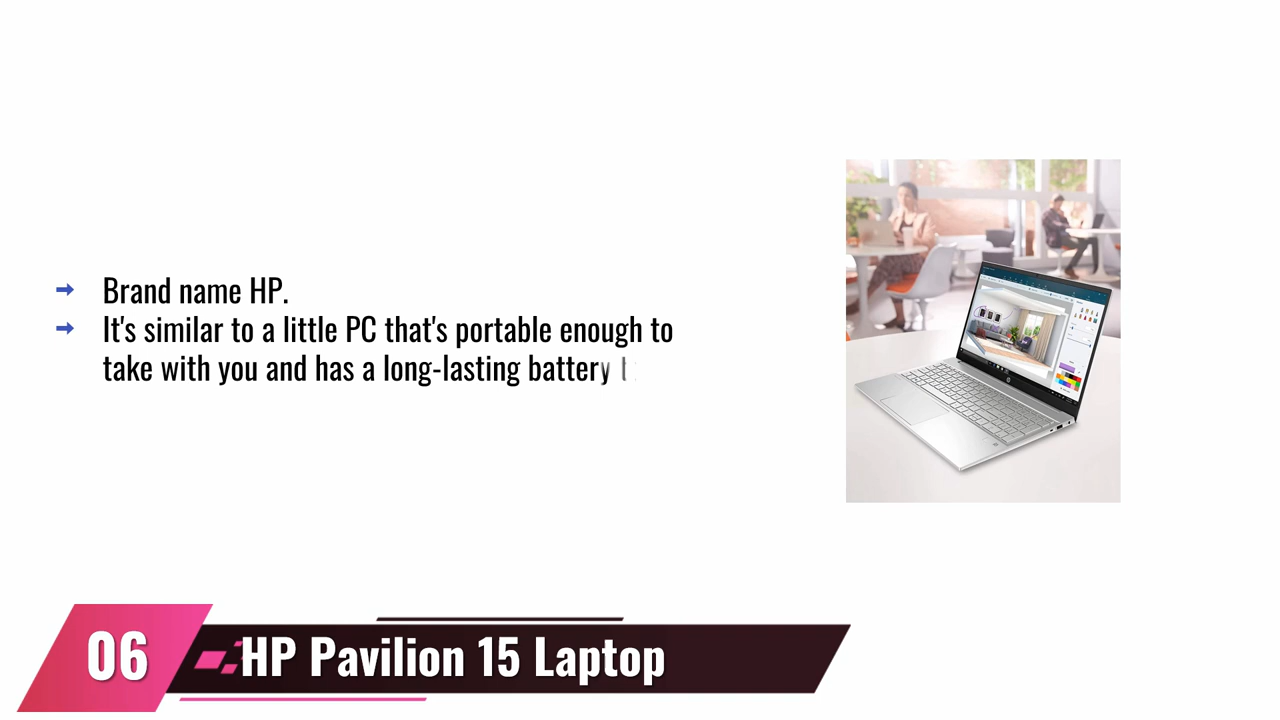 Brand name HP.
It's similar to a little PC that's portable enough to
take with you and has a long-lasting battery
06
HP Pavilion 15 Laptop